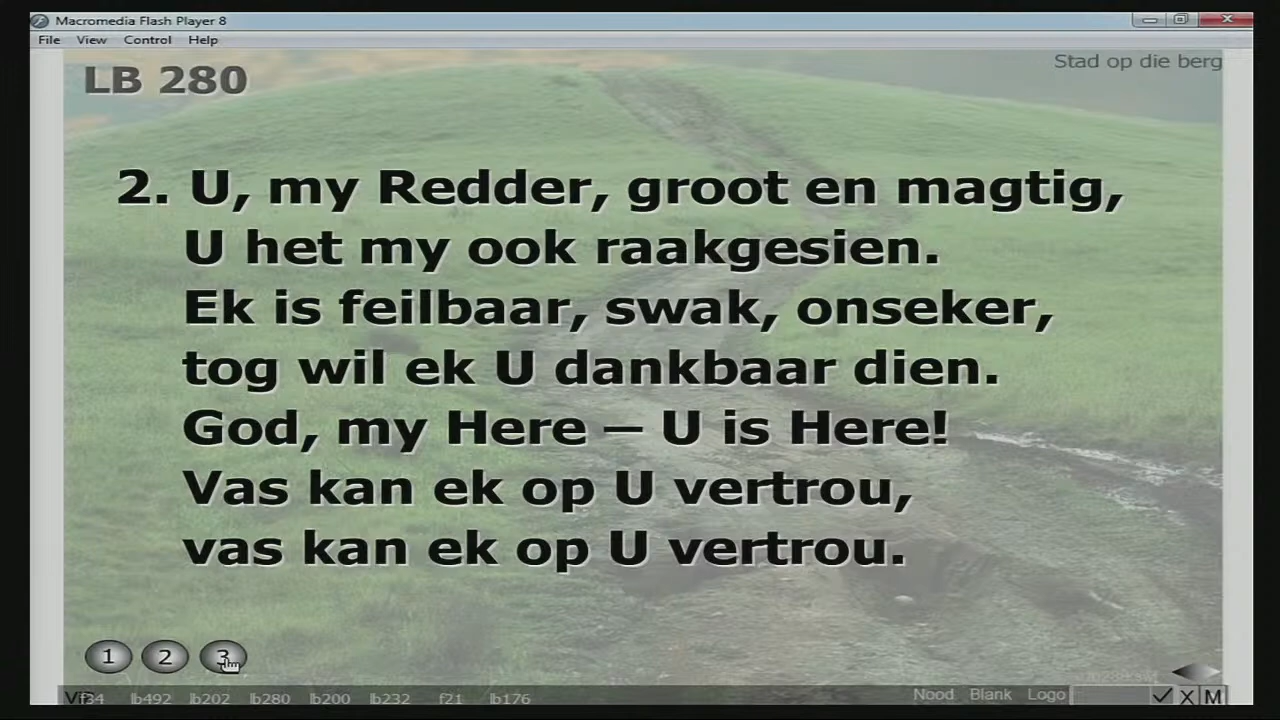 Macromedia Flash Player 8
File View Control Help
LB 280
Stad op die berg
2. U, my Redder, groot en magtig,
U het my ook raakgesien.
Ek is feilbaar, swak, onseker,
tog wil ek U dankbaar dien.
God, my Here — U is Here!
Vas kan ek op U vertrou,
vas kan ek op U vertrou.
1 2 3
lb492 lb202 lb280 lb200 lb232 f21 lb176 Nood Blank Logo X M